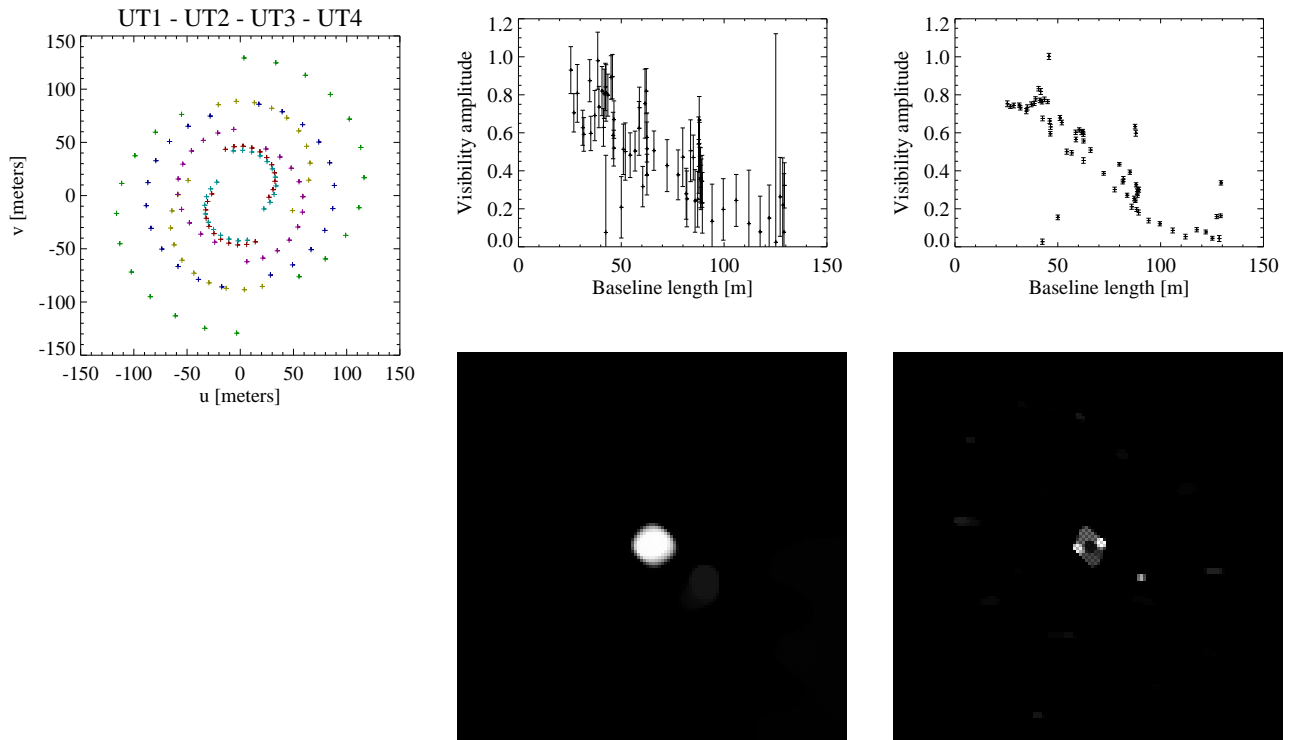 UT1 - UT2 - UT3 - UT4
150
100
50
0
-50
-100
-150
v [meters]
-150 -100 -50 0 50 100 150
u [meters]
1.2
1.0
0.8
0.6
0.4
0.2
0.0
Visibility amplitude
0 50 100 150
Baseline length [m]
1.2
1.0
0.8
0.6
0.4
0.2
0.0
Visibility amplitude
0 50 100 150
Baseline length [m]